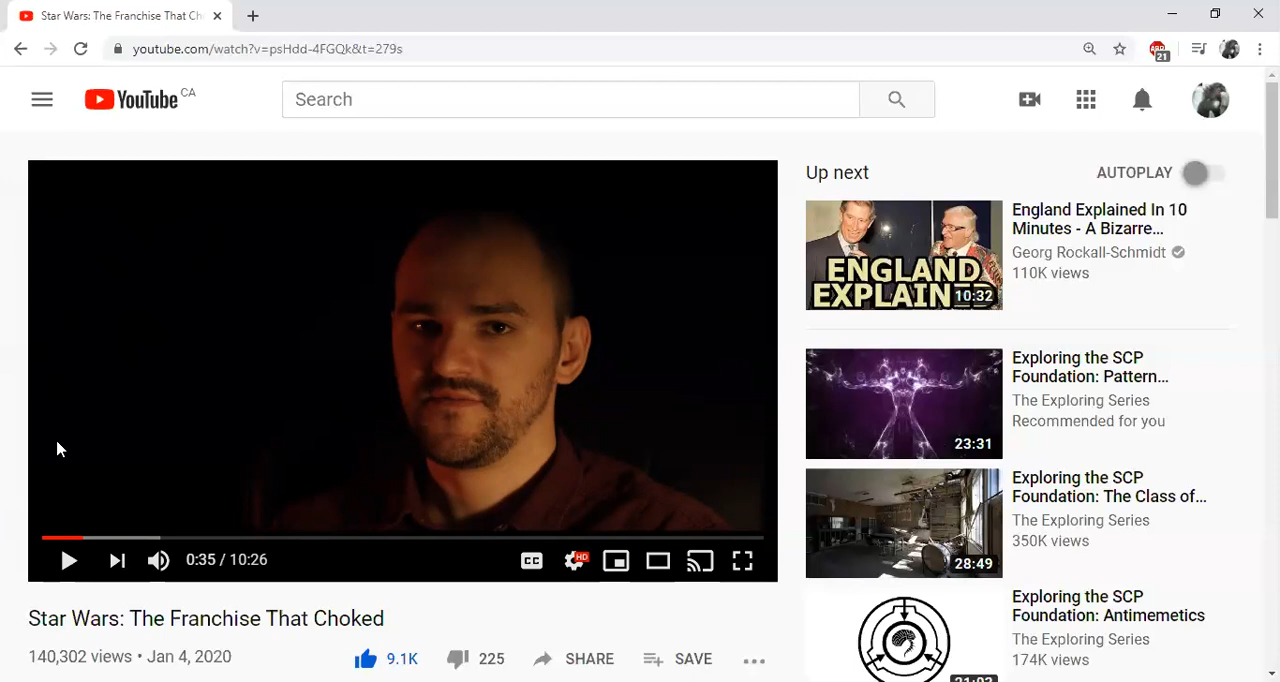 Star Wars: The Franchise That Ch
youtube.com/watch?v=psHdd-4FGQk&t=279s
21
YouTube CA
Search
Up next
AUTOPLAY
ENGLAND
EXPLAINED
10:32
England Explained In 10
Minutes - A Bizarre...
Georg Rockall-Schmidt
110K views
23:31
Exploring the SCP
Foundation: Pattern...
The Exploring Series
Recommended for you
28:49
Exploring the SCP
Foundation: The Class of...
The Exploring Series
350K views
Exploring the SCP
Foundation: Antimemetics
The Exploring Series
174K views
0:35 / 10:26
CC
HD
Star Wars: The Franchise That Choked
140,302 views • Jan 4, 2020
9.1K
225
SHARE
SAVE